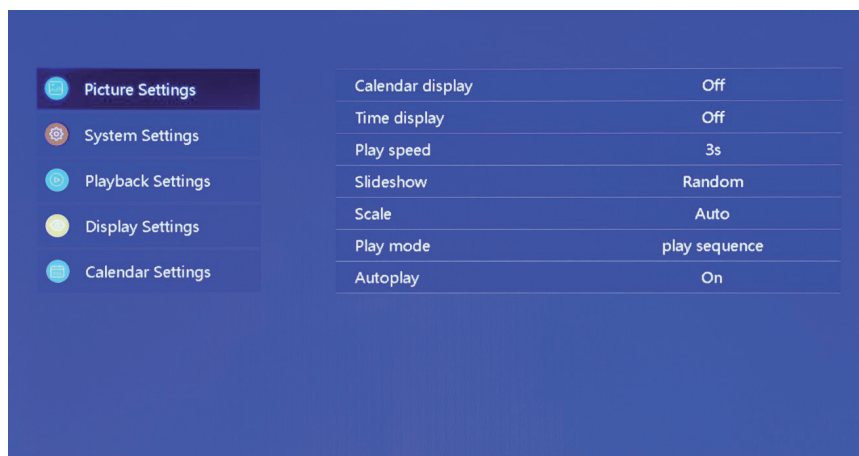 Picture Settings
System Settings
Playback Settings
Display Settings
Calendar Settings
Calendar display Off
Time display Off
Play speed 3s
Slideshow Random
Scale Auto
Play mode play sequence
Autoplay On